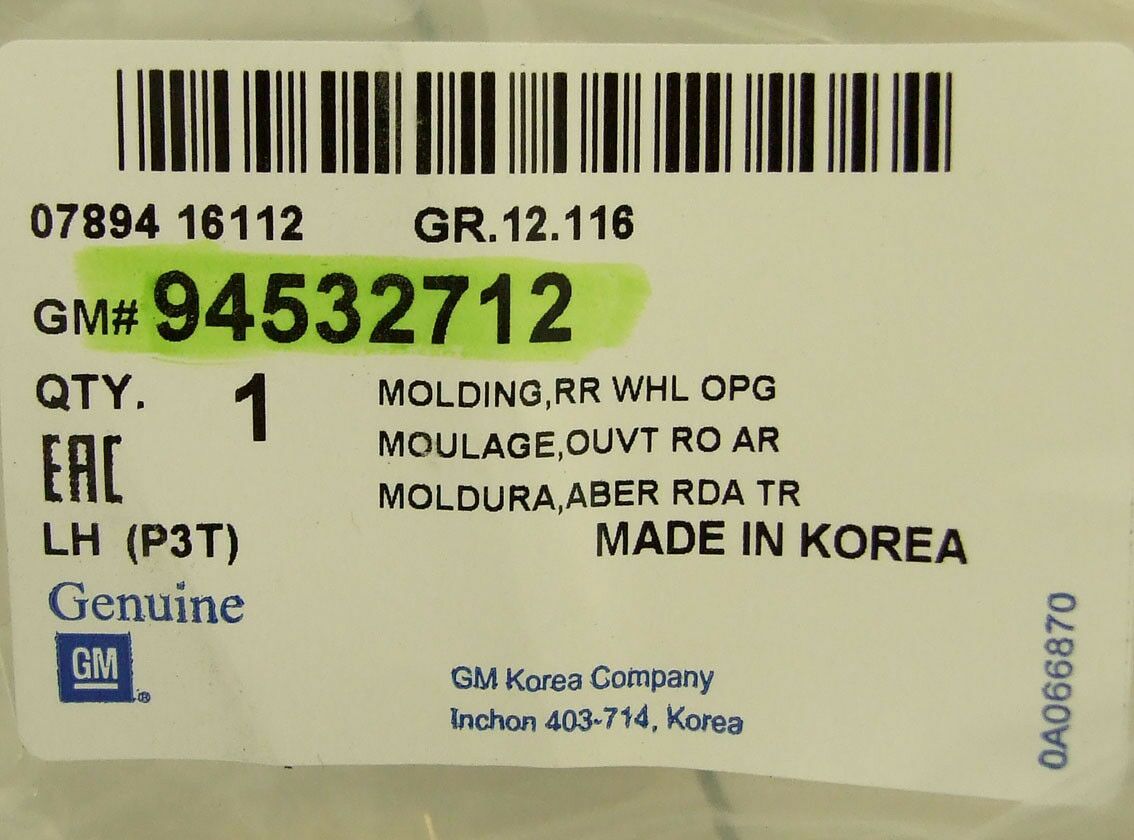 07894 16112 GR.12.116
GM# 94532712
QTY. 1
MOLDING,RR WHL OPG
MOULAGE,OUVT RO AR
MOLDURA,ABER RDA TR
EAC
LH (P3T)
MADE IN KOREA
Genuine
GM®
GM Korea Company
Inchon 403-714, Korea
0A066870